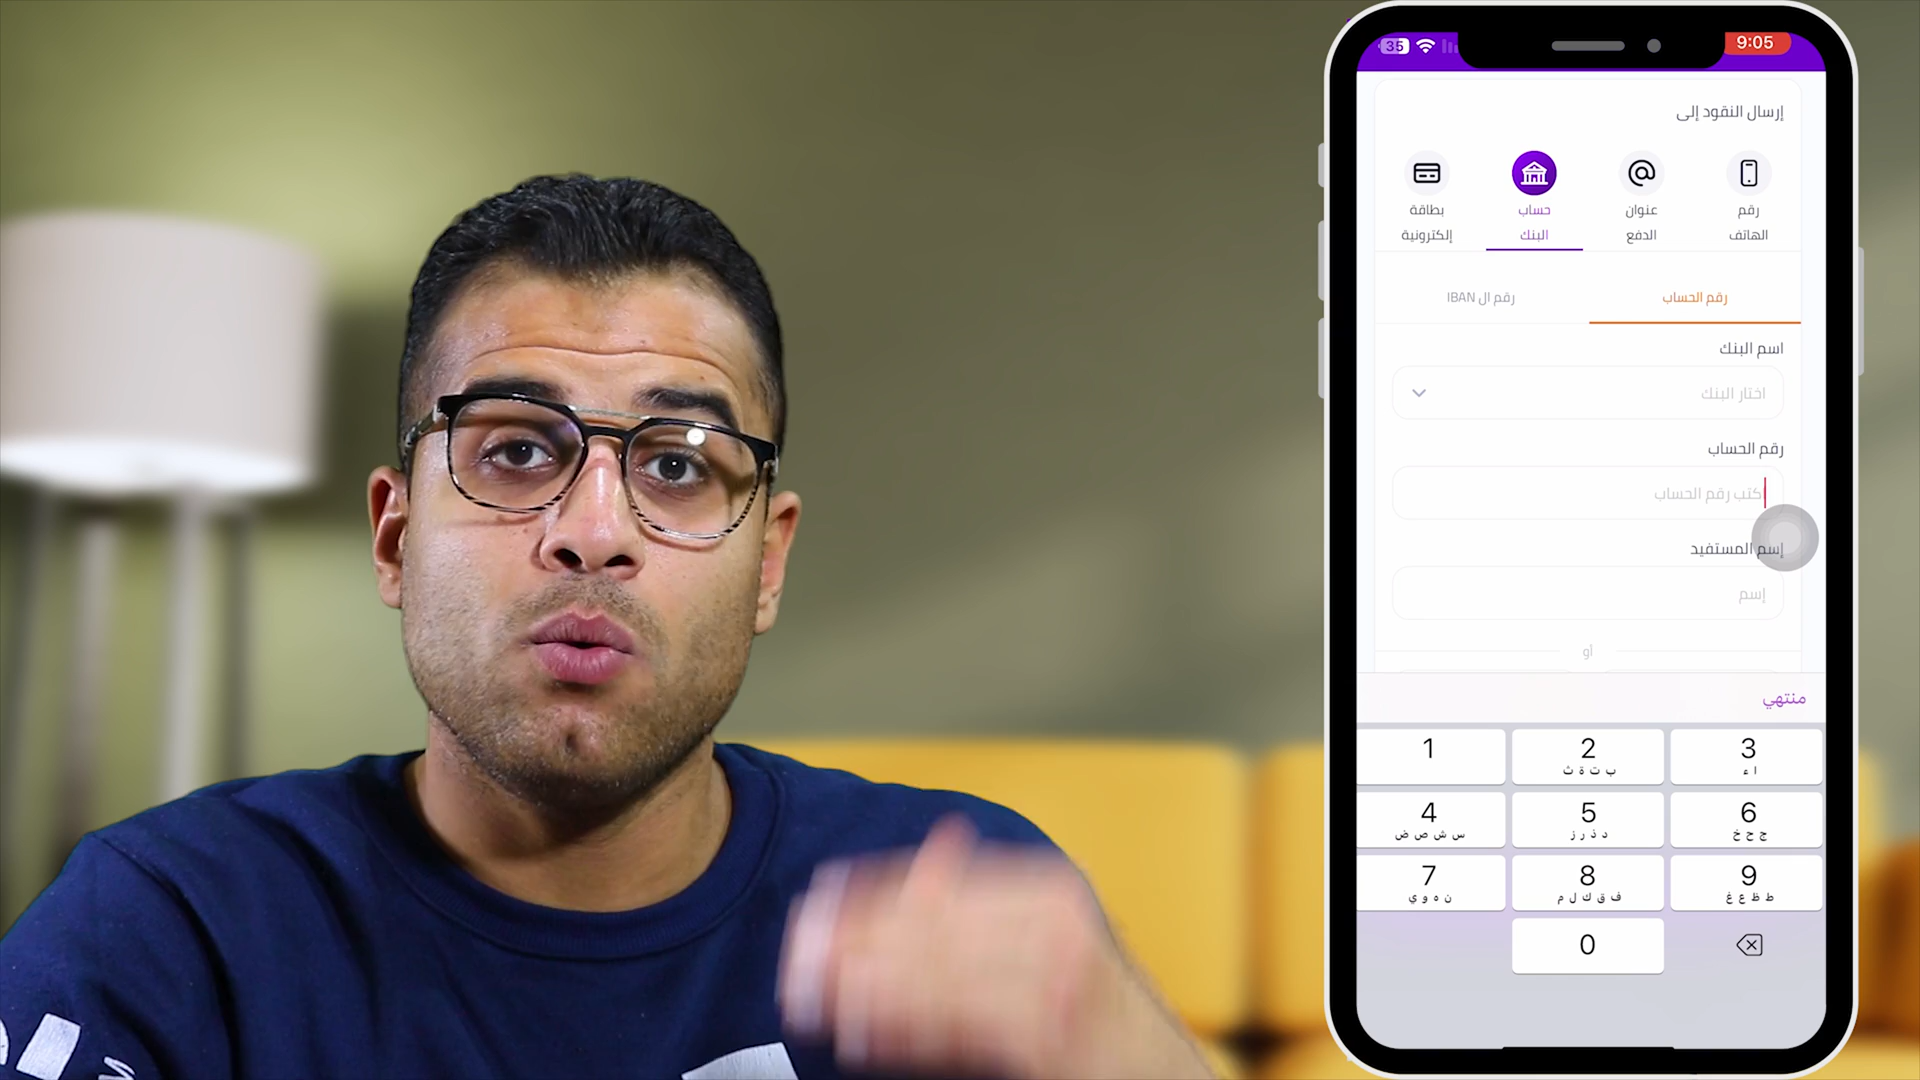 35
9:05
إرسال النقود إلى
رقم الهاتف
عنوان الدفع
حساب البنك
بطاقة إلكترونية
رقم الحساب
رقم ال IBAN
اسم البنك
اختار البنك
رقم الحساب
اكتب رقم الحساب
إسم المستفيد
إسم
أو
منتهي
1
2
ب ت ة ث
3
ا ء
4
س ش ص ض
5
د ذ ر ز
6
ج ح خ
7
ن ه و ي
8
ف ق ك ل م
9
ط ظ ع غ
0